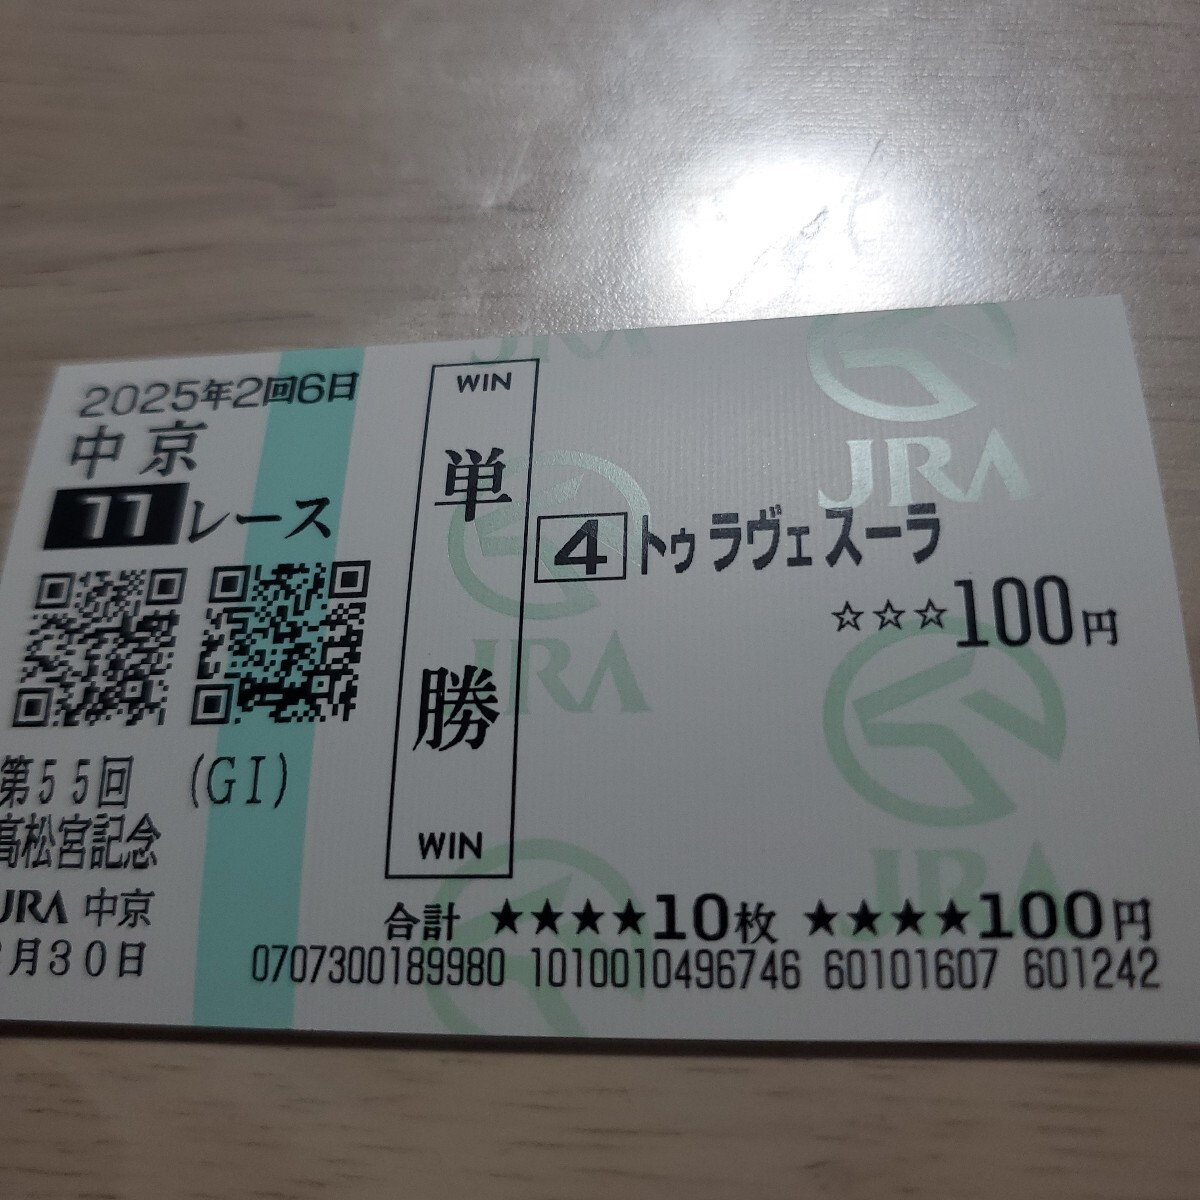 2025年2回6日
中京
11レース
第55回 (GI)
高松宮記念
JRA 中京
月30日
WIN
単勝
WIN
4 トゥラヴェスーラ
☆☆☆100円
合計 ★★★★10枚 ★★★★100円
0707300189980 1010010496746 60101607 601242
JRA
JRA
JRA
JRA